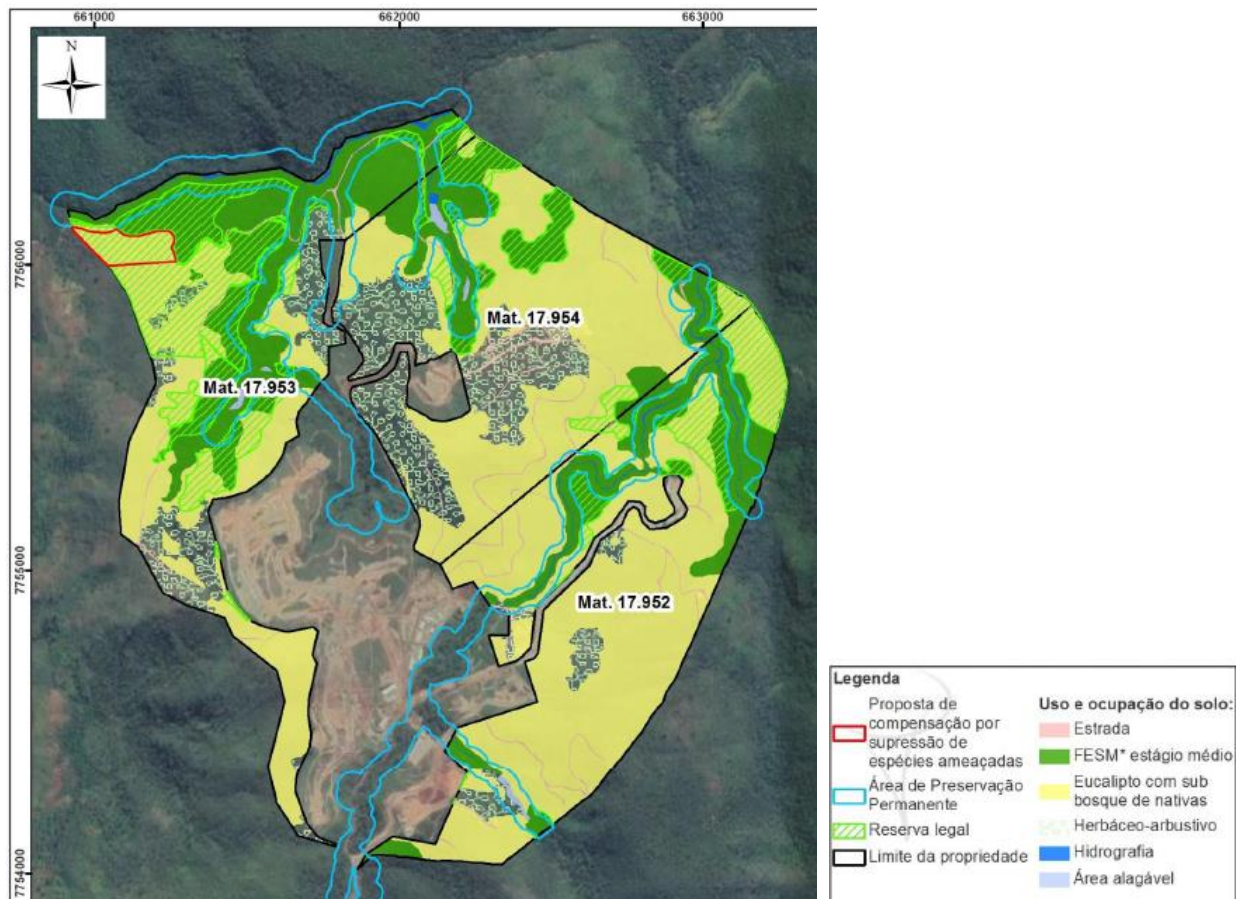 661000
662000
663000
N
7756000
Mat. 17.954
Mat. 17.953
7755000
Mat. 17.952
7754000
Legenda
Proposta de
compensação por
supressão de
espécies ameaçadas
Área de Preservação
Permanente
Reserva legal
Limite da propriedade
Uso e ocupação do solo:
Estrada
FESM* estágio médio
Eucalipto com sub
bosque de nativas
Herbáceo-arbustivo
Hidrografia
Área alagável